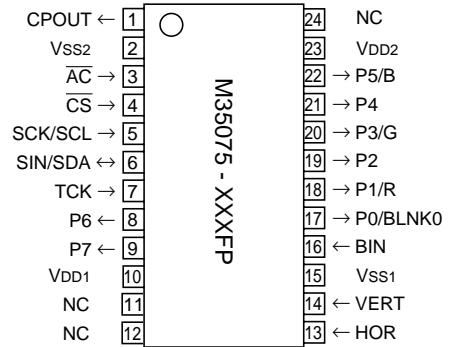 CPOUT ← 1
VSS2 2
A̅C̅ → 3
C̅S̅ → 4
SCK/SCL → 5
SIN/SDA ↔ 6
TCK → 7
P6 ← 8
P7 ← 9
VDD1 10
NC 11
NC 12
M35075 - XXXFP
24 NC
23 VDD2
22 → P5/B
21 → P4
20 → P3/G
19 → P2
18 → P1/R
17 → P0/BLNK0
16 ← BIN
15 VSS1
14 ← VERT
13 ← HOR